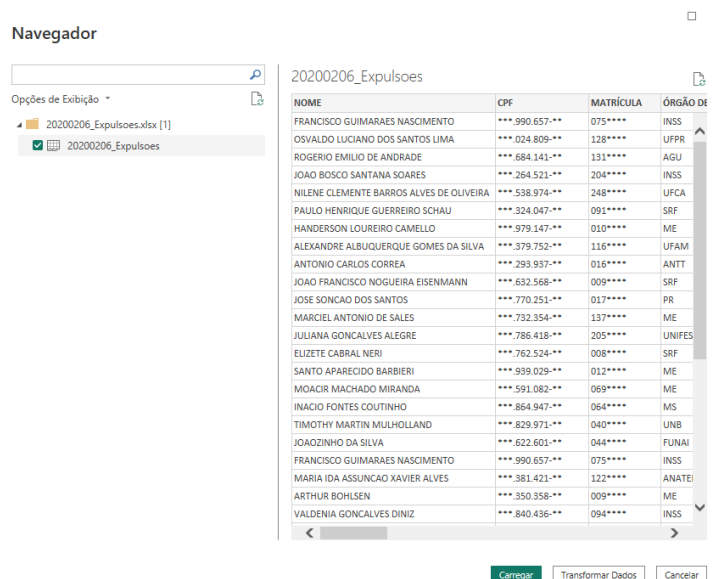 Navegador
Opções de Exibição
20200206_Expulsoes.xlsx [1]
20200206_Expulsoes
20200206_Expulsoes
NOME CPF MATRÍCULA ÓRGÃO DE
FRANCISCO GUIMARAES NASCIMENTO ***.990.657-** 075**** INSS
OSVALDO LUCIANO DOS SANTOS LIMA ***.024.809-** 128**** UFPR
ROGERIO EMILIO DE ANDRADE ***.684.141-** 131**** AGU
JOAO BOSCO SANTANA SOARES ***.264.521-** 204**** INSS
NILENE CLEMENTE BARROS ALVES DE OLIVEIRA ***.538.974-** 248**** UFCA
PAULO HENRIQUE GUERREIRO SCHAU ***.324.047-** 091**** SRF
HANDERSON LOUREIRO CAMELLO ***.979.147-** 010**** ME
ALEXANDRE ALBUQUERQUE GOMES DA SILVA ***.379.752-** 116**** UFAM
ANTONIO CARLOS CORREA ***.293.937-** 016**** ANTT
JOAO FRANCISCO NOGUEIRA EISENMANN ***.632.568-** 009**** SRF
JOSE SONCAO DOS SANTOS ***.770.251-** 017**** PR
MARCIEL ANTONIO DE SALES ***.732.354-** 137**** ME
JULIANA GONCALVES ALEGRE ***.786.418-** 205**** UNIFES
ELIZETE CABRAL NERI ***.762.524-** 008**** SRF
SANTO APARECIDO BARBIERI ***.939.029-** 012**** ME
MOACIR MACHADO MIRANDA ***.591.082-** 069**** ME
INACIO FONTES COUTINHO ***.864.947-** 064**** MS
TIMOTHY MARTIN MULHOLLAND ***.829.971-** 040**** UNB
JOAOZINHO DA SILVA ***.622.601-** 044**** FUNAI
FRANCISCO GUIMARAES NASCIMENTO ***.990.657-** 075**** INSS
MARIA IDA ASSUNCAO XAVIER ALVES ***.381.421-** 122**** ANATE
ARTHUR BOHLSEN ***.350.358-** 009**** ME
VALDENIA GONCALVES DINIZ ***.840.436-** 094**** INSS
Carregar Transformar Dados Cancelar